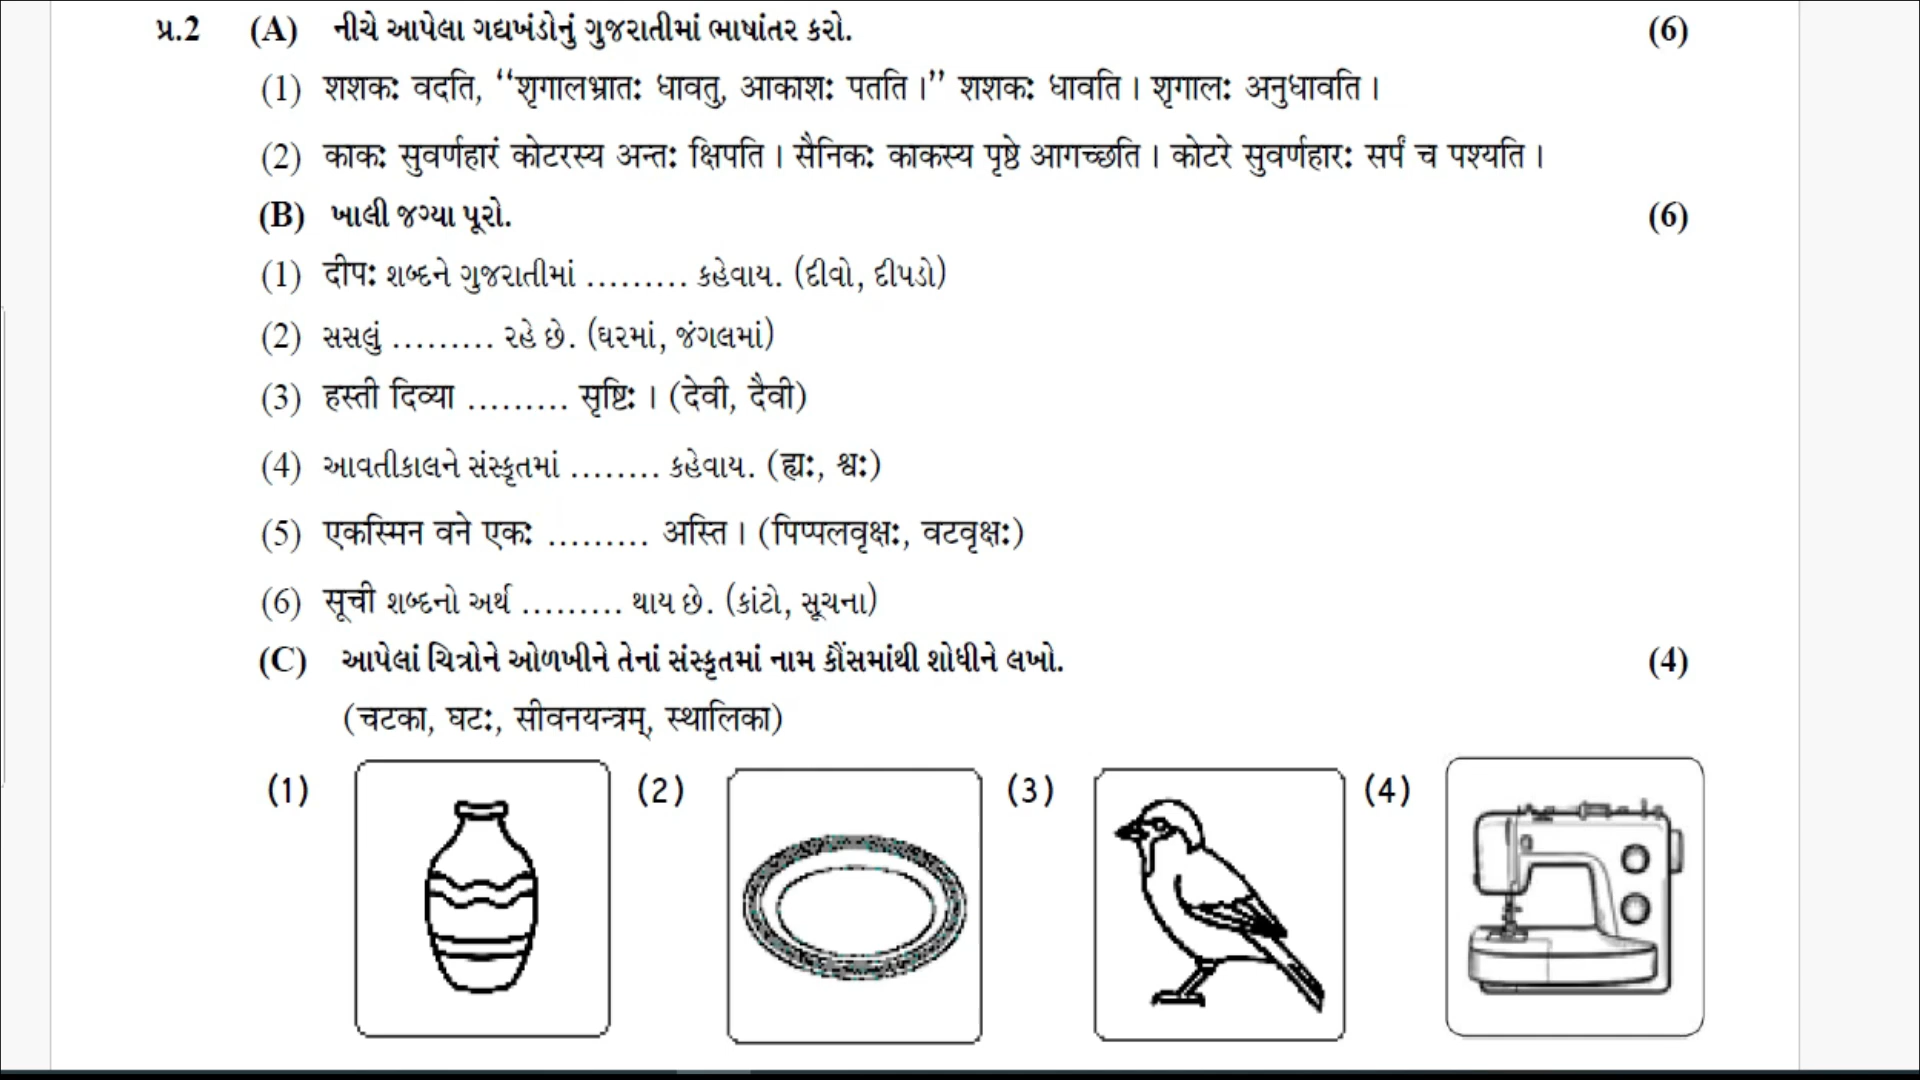 પ્ર.2 (A) નીચે આપેલા ગદ્યખંડોનું ગુજરાતીમાં ભાષાંતર કરો. (6)
(1) शशकः वदति, “शृगालभ्रातः धावतु, आकाशः पतति।” शशकः धावति। शृगालः अनुधावति।
(2) काकः सुवर्णहारं कोटरस्य अन्तः क्षिपति। सैनिकः काकस्य पृष्ठे आगच्छति। कोटरे सुवर्णहारः सर्पं च पश्यति।
(B) ખાલી જગ્યા પૂરો. (6)
(1) दीपः શબ્દને ગુજરાતીમાં ......... કહેવાય. (દીવો, દીપડો)
(2) સસલું ......... રહે છે. (ઘરમાં, જંગલમાં)
(3) हस्ती दिव्या ......... सृष्टिः। (देवी, दैवी)
(4) આવતીકાલને સંસ્કૃતમાં ........ કહેવાય. (ह्यः, श्वः)
(5) एकस्मिन वने एकः ......... अस्ति। (पिप्पलवृक्षः, वटवृक्षः)
(6) सूची શબ્દનો અર્થ ......... થાય છે. (કાંટો, સૂચના)
(C) આપેલાં ચિત્રોને ઓળખીને તેનાં સંસ્કૃતમાં નામ કૌંસમાંથી શોધીને લખો. (4)
(चटका, घटः, सीवनयन्त्रम्, स्थालिका)
(1) (2) (3) (4)